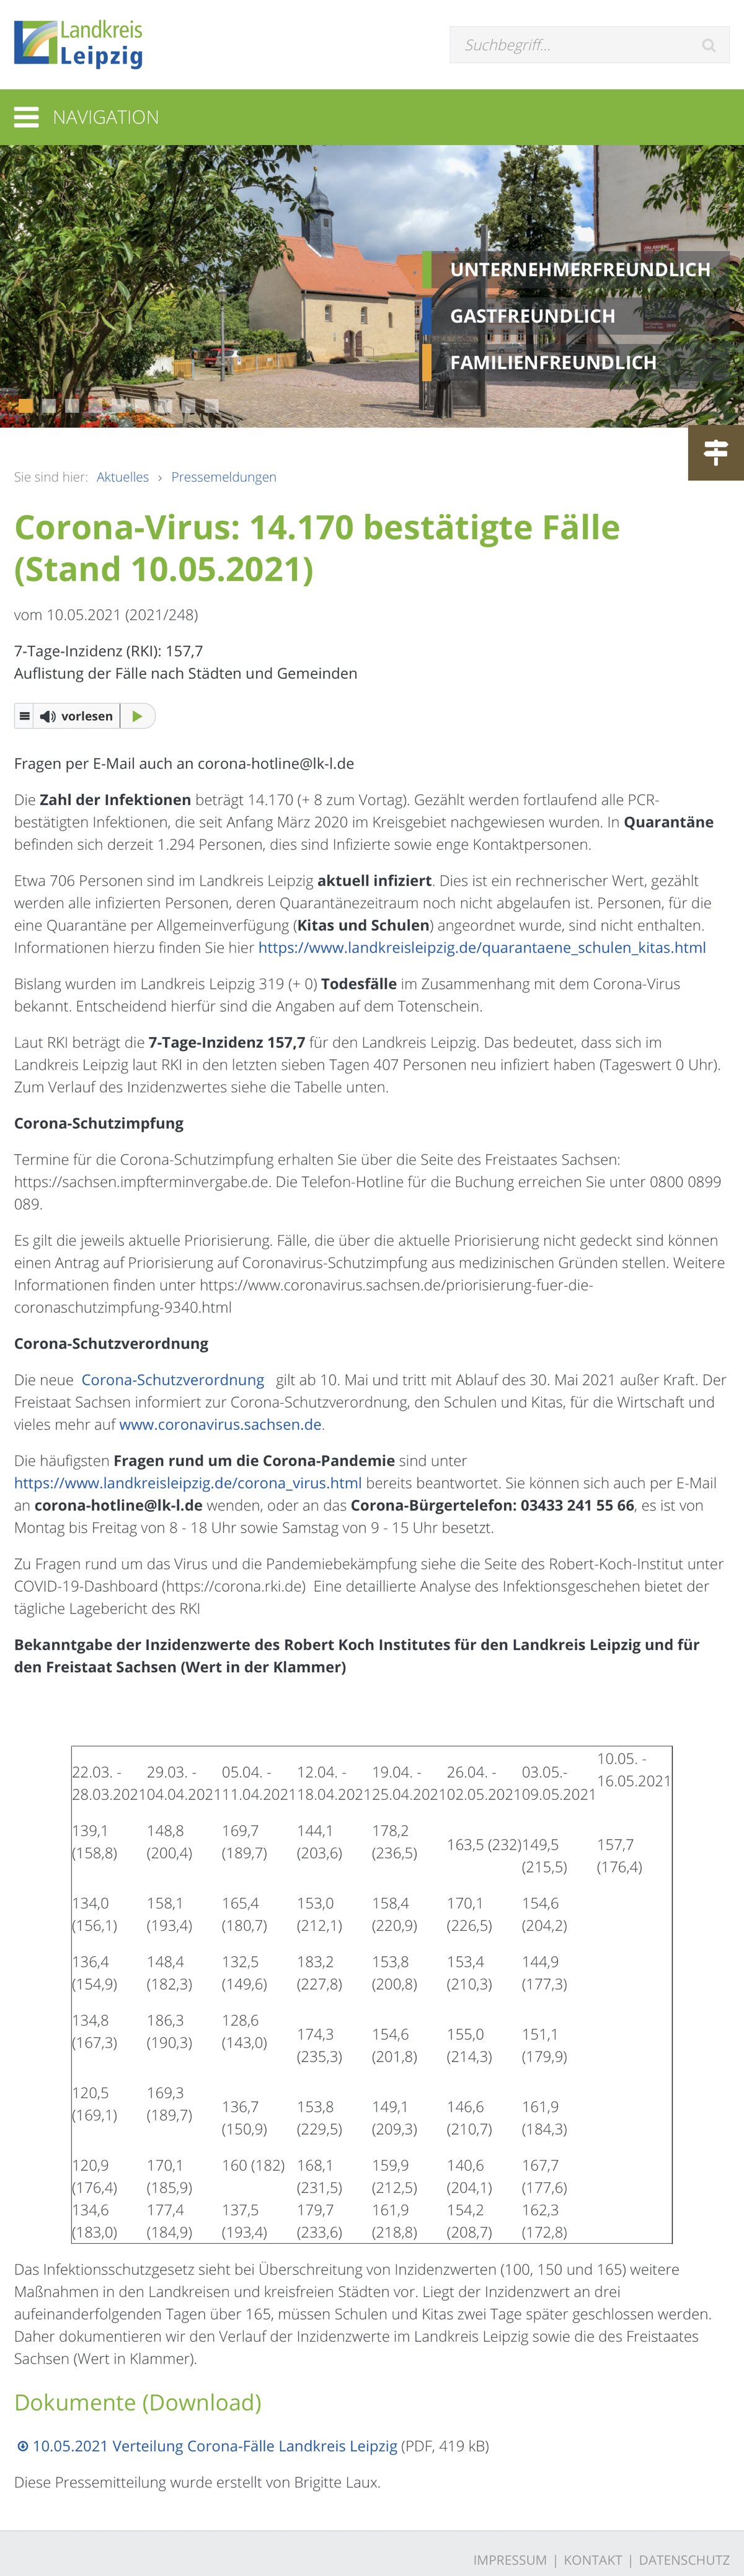 Landkreis
Leipzig
Suchbegriff...
NAVIGATION
UNTERNEHMERFREUNDLICH
GASTFREUNDLICH
FAMILIENFREUNDLICH
Sie sind hier: Aktuelles › Pressemeldungen
Corona-Virus: 14.170 bestätigte Fälle
(Stand 10.05.2021)
vom 10.05.2021 (2021/248)
7-Tage-Inzidenz (RKI): 157,7
Auflistung der Fälle nach Städten und Gemeinden
vorlesen
Fragen per E-Mail auch an corona-hotline@lk-l.de
Die Zahl der Infektionen beträgt 14.170 (+ 8 zum Vortag). Gezählt werden fortlaufend alle PCR-
bestätigten Infektionen, die seit Anfang März 2020 im Kreisgebiet nachgewiesen wurden. In Quarantäne
befinden sich derzeit 1.294 Personen, dies sind Infizierte sowie enge Kontaktpersonen.
Etwa 706 Personen sind im Landkreis Leipzig aktuell infiziert. Dies ist ein rechnerischer Wert, gezählt
werden alle infizierten Personen, deren Quarantänezeitraum noch nicht abgelaufen ist. Personen, für die
eine Quarantäne per Allgemeinverfügung (Kitas und Schulen) angeordnet wurde, sind nicht enthalten.
Informationen hierzu finden Sie hier https://www.landkreisleipzig.de/quarantaene_schulen_kitas.html
Bislang wurden im Landkreis Leipzig 319 (+ 0) Todesfälle im Zusammenhang mit dem Corona-Virus
bekannt. Entscheidend hierfür sind die Angaben auf dem Totenschein.
Laut RKI beträgt die 7-Tage-Inzidenz 157,7 für den Landkreis Leipzig. Das bedeutet, dass sich im
Landkreis Leipzig laut RKI in den letzten sieben Tagen 407 Personen neu infiziert haben (Tageswert 0 Uhr).
Zum Verlauf des Inzidenzwertes siehe die Tabelle unten.
Corona-Schutzimpfung
Termine für die Corona-Schutzimpfung erhalten Sie über die Seite des Freistaates Sachsen:
https://sachsen.impfterminvergabe.de. Die Telefon-Hotline für die Buchung erreichen Sie unter 0800 0899
089.
Es gilt die jeweils aktuelle Priorisierung. Fälle, die über die aktuelle Priorisierung nicht gedeckt sind können
einen Antrag auf Priorisierung auf Coronavirus-Schutzimpfung aus medizinischen Gründen stellen. Weitere
Informationen finden unter https://www.coronavirus.sachsen.de/priorisierung-fuer-die-
coronaschutzimpfung-9340.html
Corona-Schutzverordnung
Die neue Corona-Schutzverordnung gilt ab 10. Mai und tritt mit Ablauf des 30. Mai 2021 außer Kraft. Der
Freistaat Sachsen informiert zur Corona-Schutzverordnung, den Schulen und Kitas, für die Wirtschaft und
vieles mehr auf www.coronavirus.sachsen.de.
Die häufigsten Fragen rund um die Corona-Pandemie sind unter
https://www.landkreisleipzig.de/corona_virus.html bereits beantwortet. Sie können sich auch per E-Mail
an corona-hotline@lk-l.de wenden, oder an das Corona-Bürgertelefon: 03433 241 55 66, es ist von
Montag bis Freitag von 8 - 18 Uhr sowie Samstag von 9 - 15 Uhr besetzt.
Zu Fragen rund um das Virus und die Pandemiebekämpfung siehe die Seite des Robert-Koch-Institut unter
COVID-19-Dashboard (https://corona.rki.de) Eine detaillierte Analyse des Infektionsgeschehen bietet der
tägliche Lagebericht des RKI
Bekanntgabe der Inzidenzwerte des Robert Koch Institutes für den Landkreis Leipzig und für
den Freistaat Sachsen (Wert in der Klammer)
22.03. - 29.03. - 05.04. - 12.04. - 19.04. - 26.04. - 03.05.- 10.05. -
28.03.2021 04.04.2021 11.04.2021 18.04.2021 25.04.2021 02.05.2021 09.05.2021 16.05.2021
139,1 148,8 169,7 144,1 178,2 163,5 (232) 149,5 157,7
(158,8) (200,4) (189,7) (203,6) (236,5) (215,5) (176,4)
134,0 158,1 165,4 153,0 158,4 170,1 154,6
(156,1) (193,4) (180,7) (212,1) (220,9) (226,5) (204,2)
136,4 148,4 132,5 183,2 153,8 153,4 144,9
(154,9) (182,3) (149,6) (227,8) (200,8) (210,3) (177,3)
134,8 186,3 128,6 174,3 154,6 155,0 151,1
(167,3) (190,3) (143,0) (235,3) (201,8) (214,3) (179,9)
120,5 169,3 136,7 153,8 149,1 146,6 161,9
(169,1) (189,7) (150,9) (229,5) (209,3) (210,7) (184,3)
120,9 170,1 160 (182) 168,1 159,9 140,6 167,7
(176,4) (185,9) (231,5) (212,5) (204,1) (177,6)
134,6 177,4 137,5 179,7 161,9 154,2 162,3
(183,0) (184,9) (193,4) (233,6) (218,8) (208,7) (172,8)
Das Infektionsschutzgesetz sieht bei Überschreitung von Inzidenzwerten (100, 150 und 165) weitere
Maßnahmen in den Landkreisen und kreisfreien Städten vor. Liegt der Inzidenzwert an drei
aufeinanderfolgenden Tagen über 165, müssen Schulen und Kitas zwei Tage später geschlossen werden.
Daher dokumentieren wir den Verlauf der Inzidenzwerte im Landkreis Leipzig sowie die des Freistaates
Sachsen (Wert in Klammer).
Dokumente (Download)
10.05.2021 Verteilung Corona-Fälle Landkreis Leipzig (PDF, 419 kB)
Diese Pressemitteilung wurde erstellt von Brigitte Laux.
IMPRESSUM | KONTAKT | DATENSCHUTZ